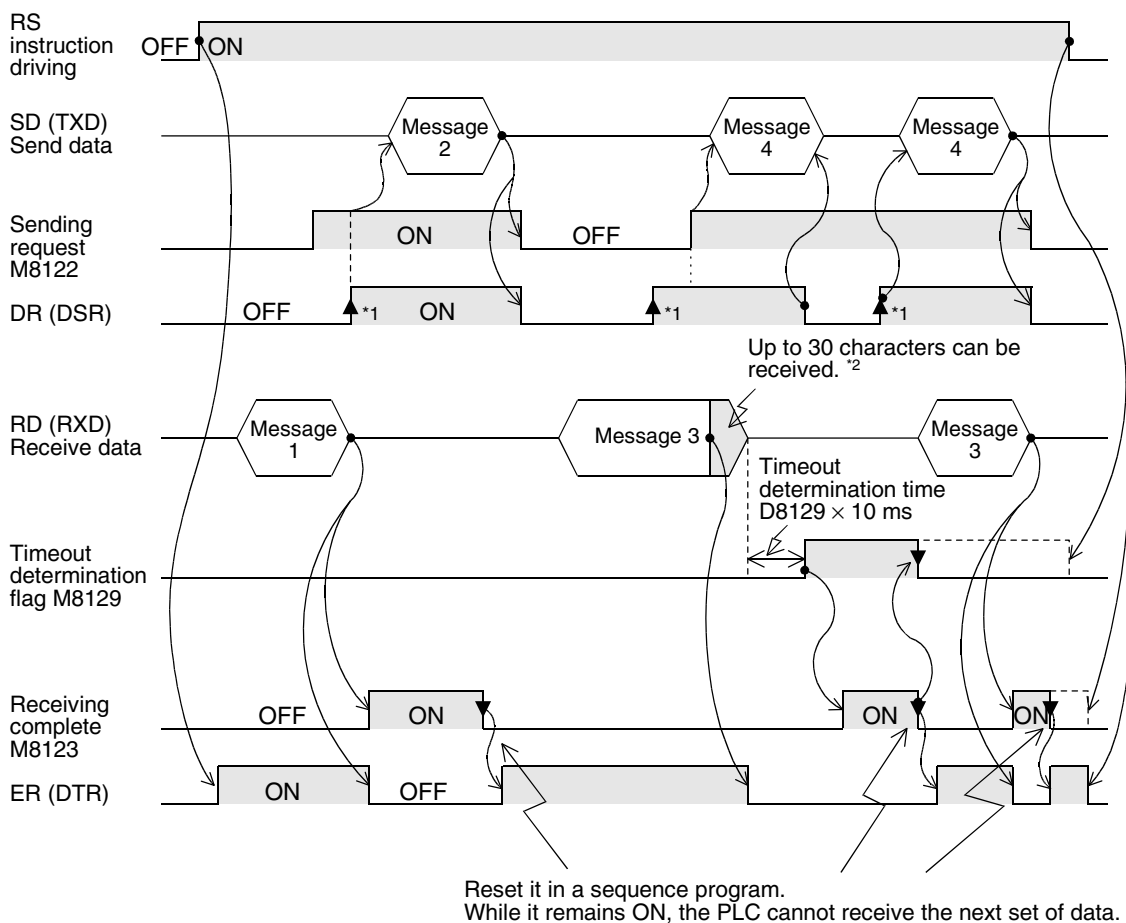 RS
instruction
driving
OFF
ON
SD (TXD)
Send data
Message
2
Message
4
Message
4
Sending
request
M8122
ON
OFF
DR (DSR)
OFF
*1
ON
*1
*1
Up to 30 characters can be
received. *2
RD (RXD)
Receive data
Message
1
Message 3
Message
3
Timeout
determination time
D8129 × 10 ms
Timeout
determination
flag M8129
Receiving
complete
M8123
OFF
ON
ON
ON
ER (DTR)
ON
OFF
Reset it in a sequence program.
While it remains ON, the PLC cannot receive the next set of data.